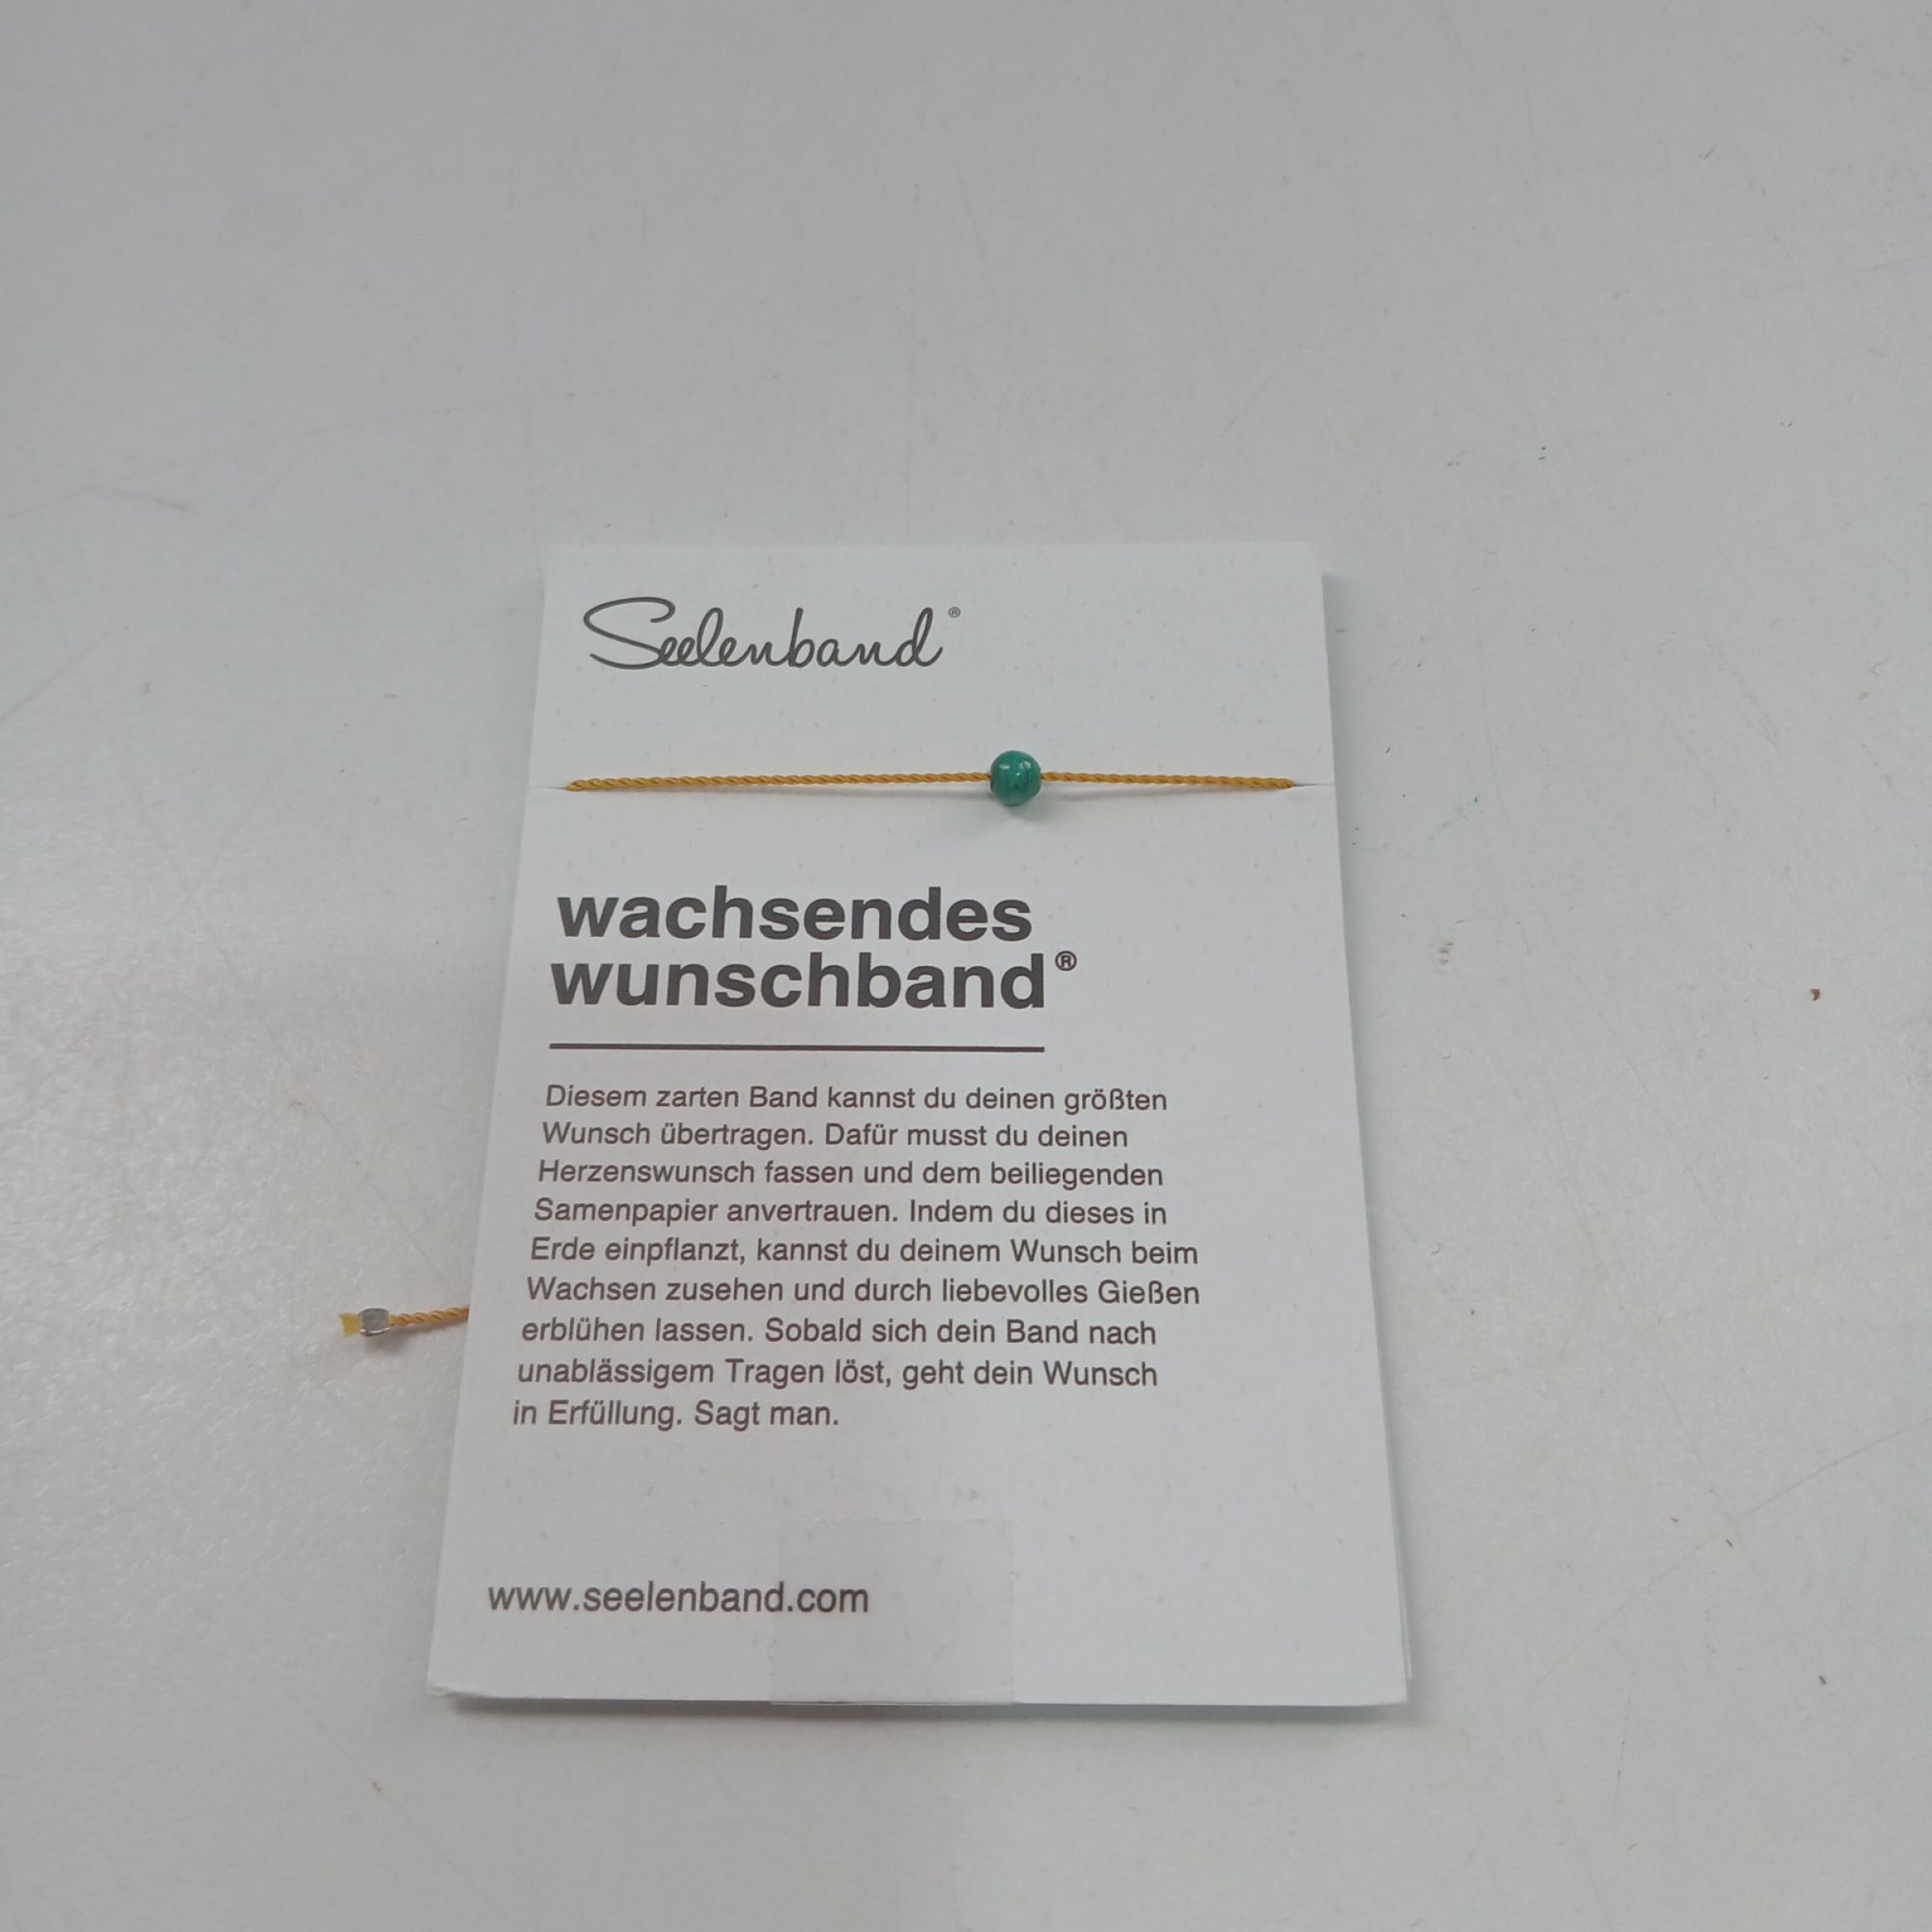 Seelenband®
wachsendes
wunschband®
Diesem zarten Band kannst du deinen größten
Wunsch übertragen. Dafür musst du deinen
Herzenswunsch fassen und dem beiliegenden
Samenpapier anvertrauen. Indem du dieses in
Erde einpflanzt, kannst du deinem Wunsch beim
Wachsen zusehen und durch liebevolles Gießen
erblühen lassen. Sobald sich dein Band nach
unablässigem Tragen löst, geht dein Wunsch
in Erfüllung. Sagt man.
www.seelenband.com